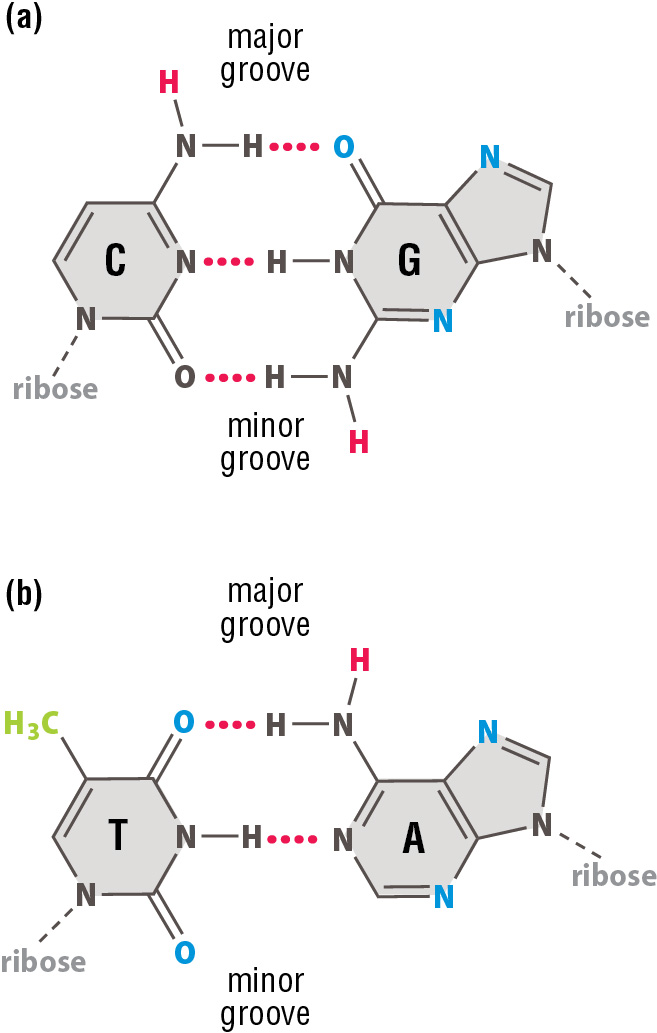 (a)
major
groove
H
N H O N
C N H N G N
N N
ribose
ribose
O H N
minor
groove
H
(b)
major
groove
H
H₃C O H N N
T N H N A N
N N
ribose
ribose
O
minor
groove